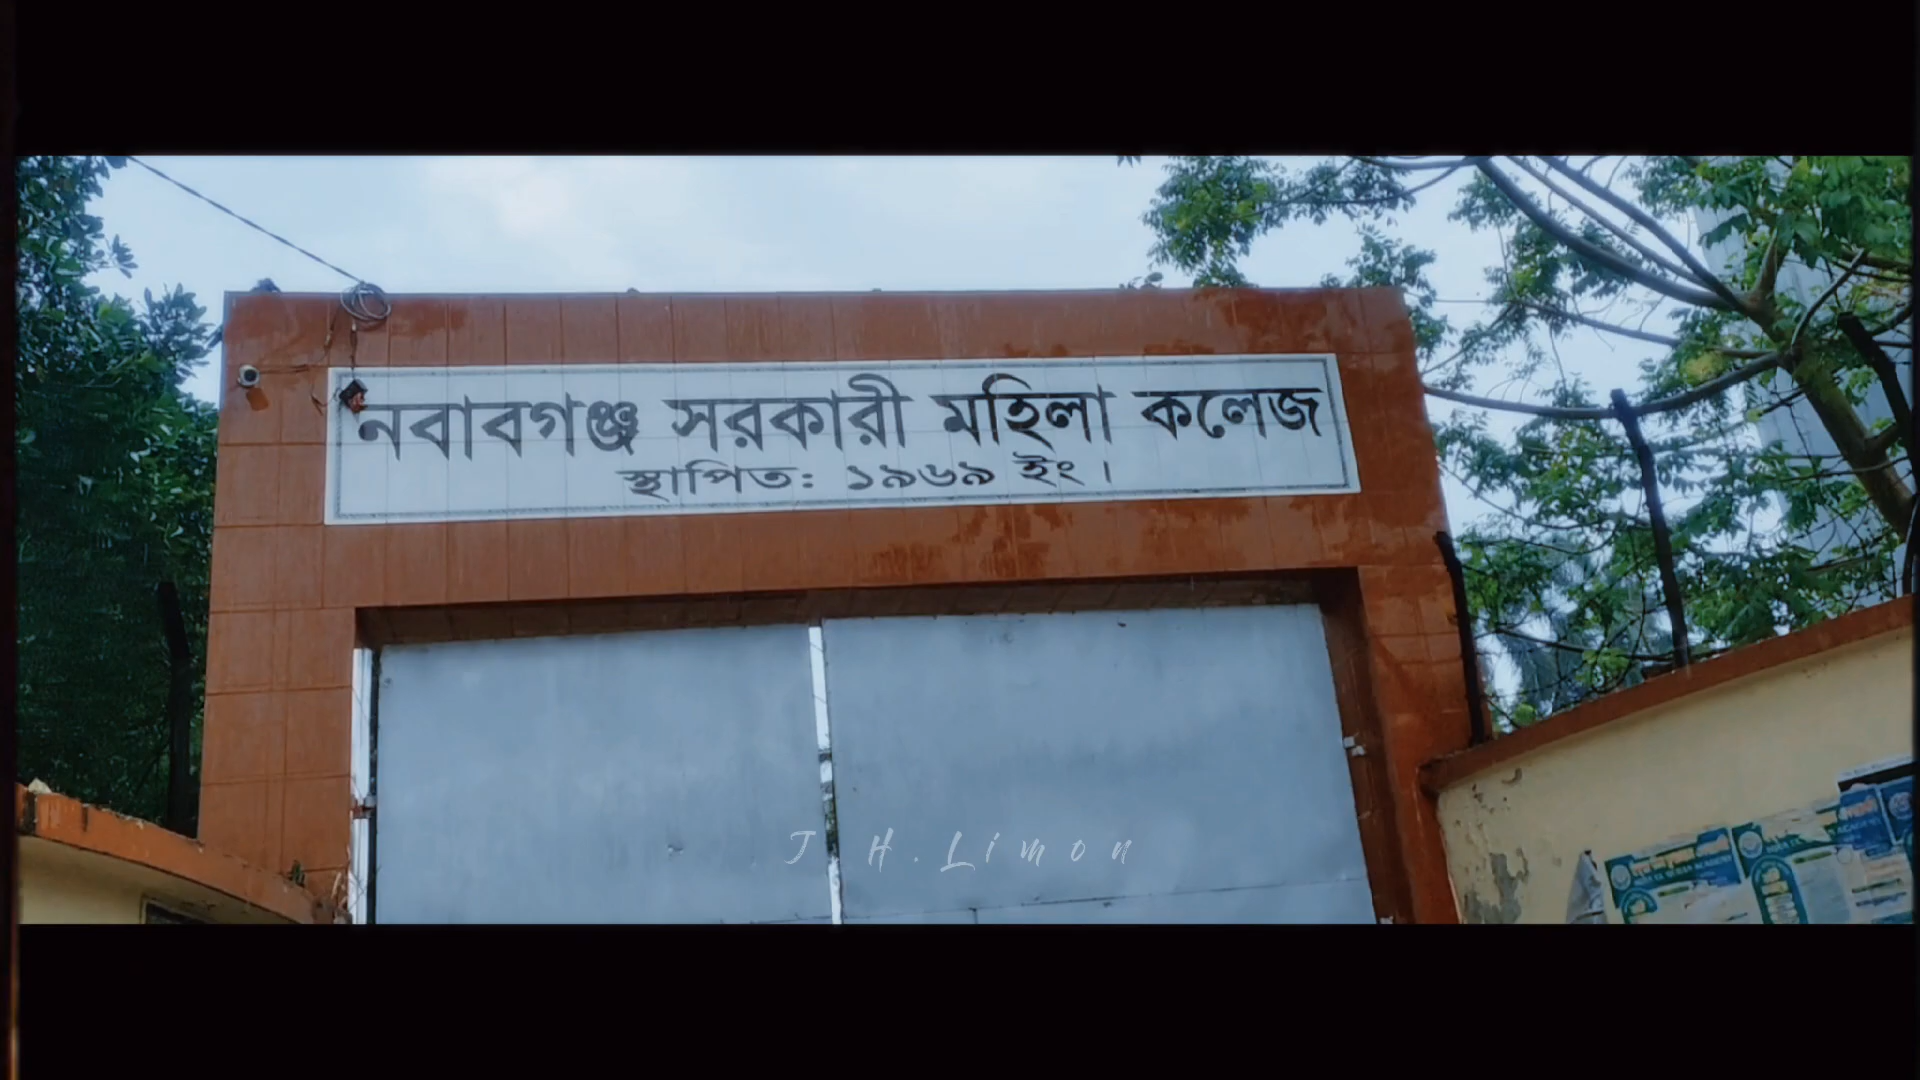 নবাবগঞ্জ সরকারী মহিলা কলেজ
স্থাপিত: ১৯৬৯ ইং।
J. H. Limon